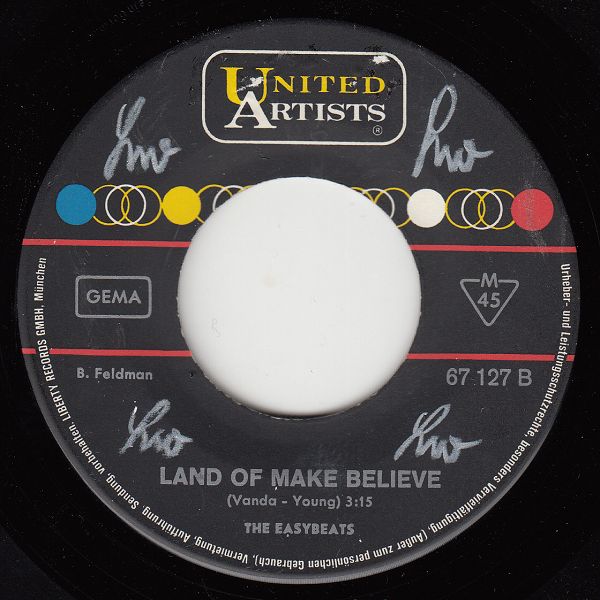 UNITED
ARTISTS
®
GEMA
M
45
B. Feldman
67 127 B
LAND OF MAKE BELIEVE
(Vanda - Young) 3:15
THE EASYBEATS
Urheber- und Leistungsschutzrechte, besonders Vervielfältigung, (Außer zum persönlichen Gebrauch), Vermietung, Aufführung, Sendung, vorbehalten. LIBERTY RECORDS GMBH, München